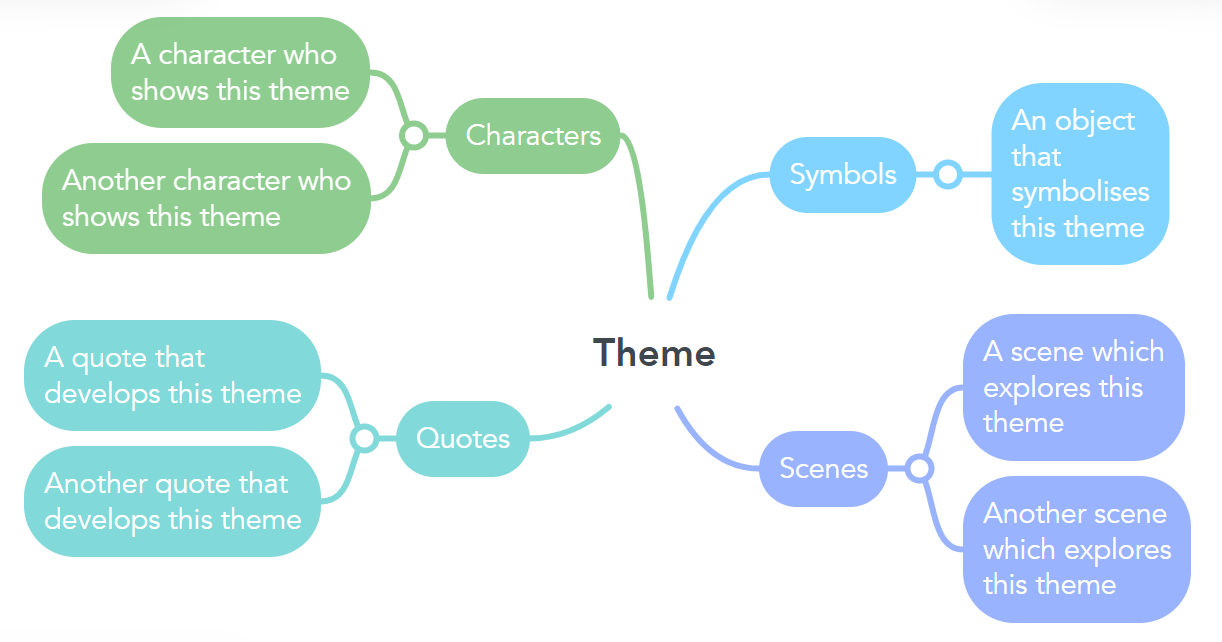 A character who
shows this theme
Another character who
shows this theme
Characters
Symbols
An object
that
symbolises
this theme
Theme
A quote that
develops this theme
Another quote that
develops this theme
Quotes
Scenes
A scene which
explores this
theme
Another scene
which explores
this theme